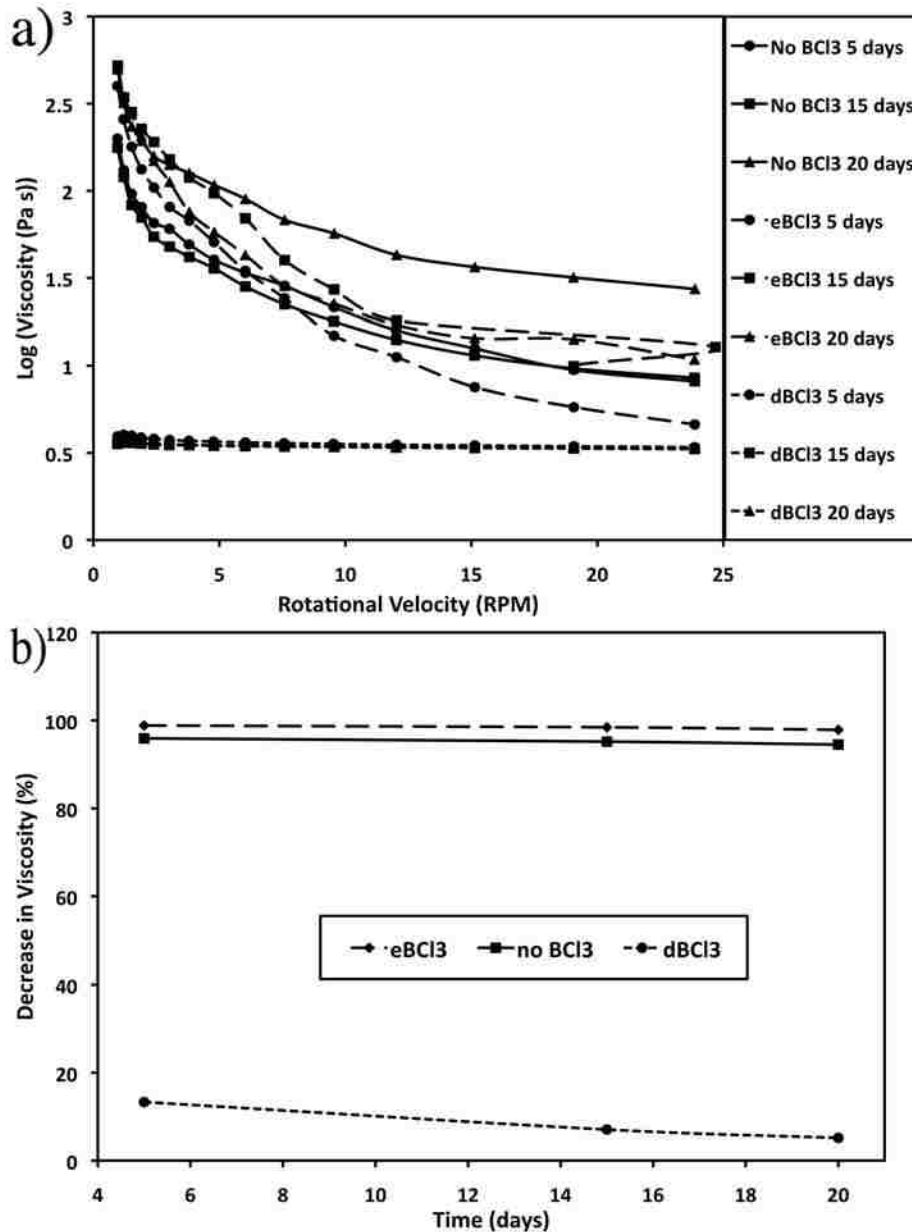 a)
3
2.5
2
1.5
1
0.5
0
Log (Viscosity (Pa s))
0 5 10 15 20 25
Rotational Velocity (RPM)
No BCl3 5 days
No BCl3 15 days
No BCl3 20 days
eBCl3 5 days
eBCl3 15 days
eBCl3 20 days
dBCl3 5 days
dBCl3 15 days
dBCl3 20 days
b)
120
100
80
60
40
20
0
Decrease in Viscosity (%)
eBCl3 no BCl3 dBCl3
4 6 8 10 12 14 16 18 20
Time (days)